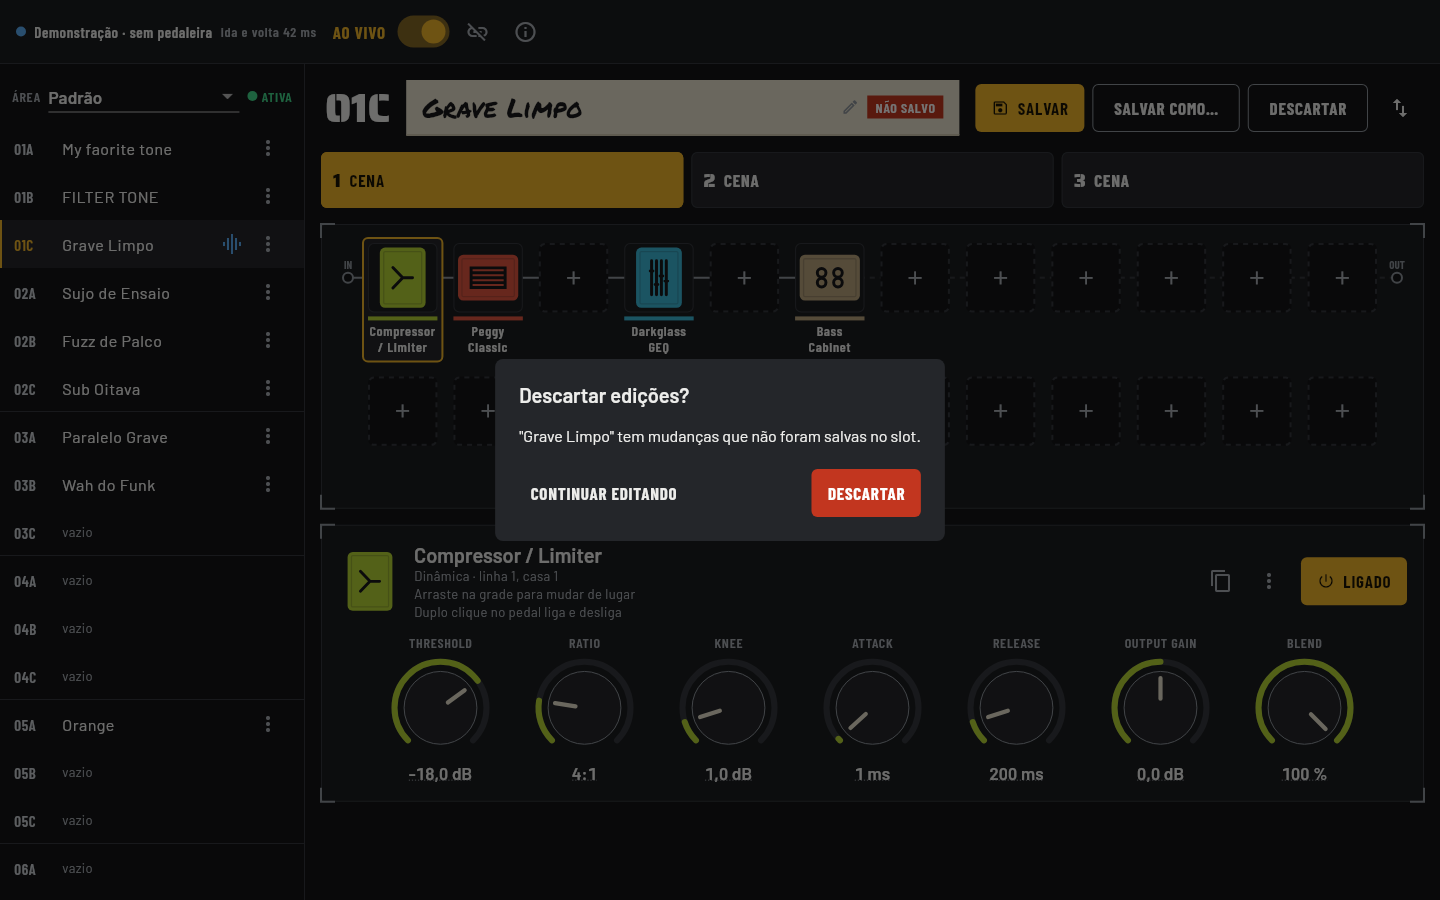 Demonstração · sem pedaleira Ida e volta 42 ms AO VIVO
ÁREA Padrão ATIVA
01A My faorite tone
01B FILTER TONE
01C Grave Limpo
02A Sujo de Ensaio
02B Fuzz de Palco
02C Sub Oitava
03A Paralelo Grave
03B Wah do Funk
03C vazio
04A vazio
04B vazio
04C vazio
05A Orange
05B vazio
05C vazio
06A vazio
01C Grave Limpo NÃO SALVO SALVAR SALVAR COMO... DESCARTAR
1 CENA
2 CENA
3 CENA
IN
OUT
88
Compressor
/ Limiter
Peggy
Classic
Darkglass
GEQ
Bass
Cabinet
Descartar edições?
"Grave Limpo" tem mudanças que não foram salvas no slot.
CONTINUAR EDITANDO DESCARTAR
Compressor / Limiter
Dinâmica · linha 1, casa 1
Arraste na grade para mudar de lugar
Duplo clique no pedal liga e desliga
LIGADO
THRESHOLD RATIO KNEE ATTACK RELEASE OUTPUT GAIN BLEND
-18,0 dB 4:1 1,0 dB 1 ms 200 ms 0,0 dB 100 %